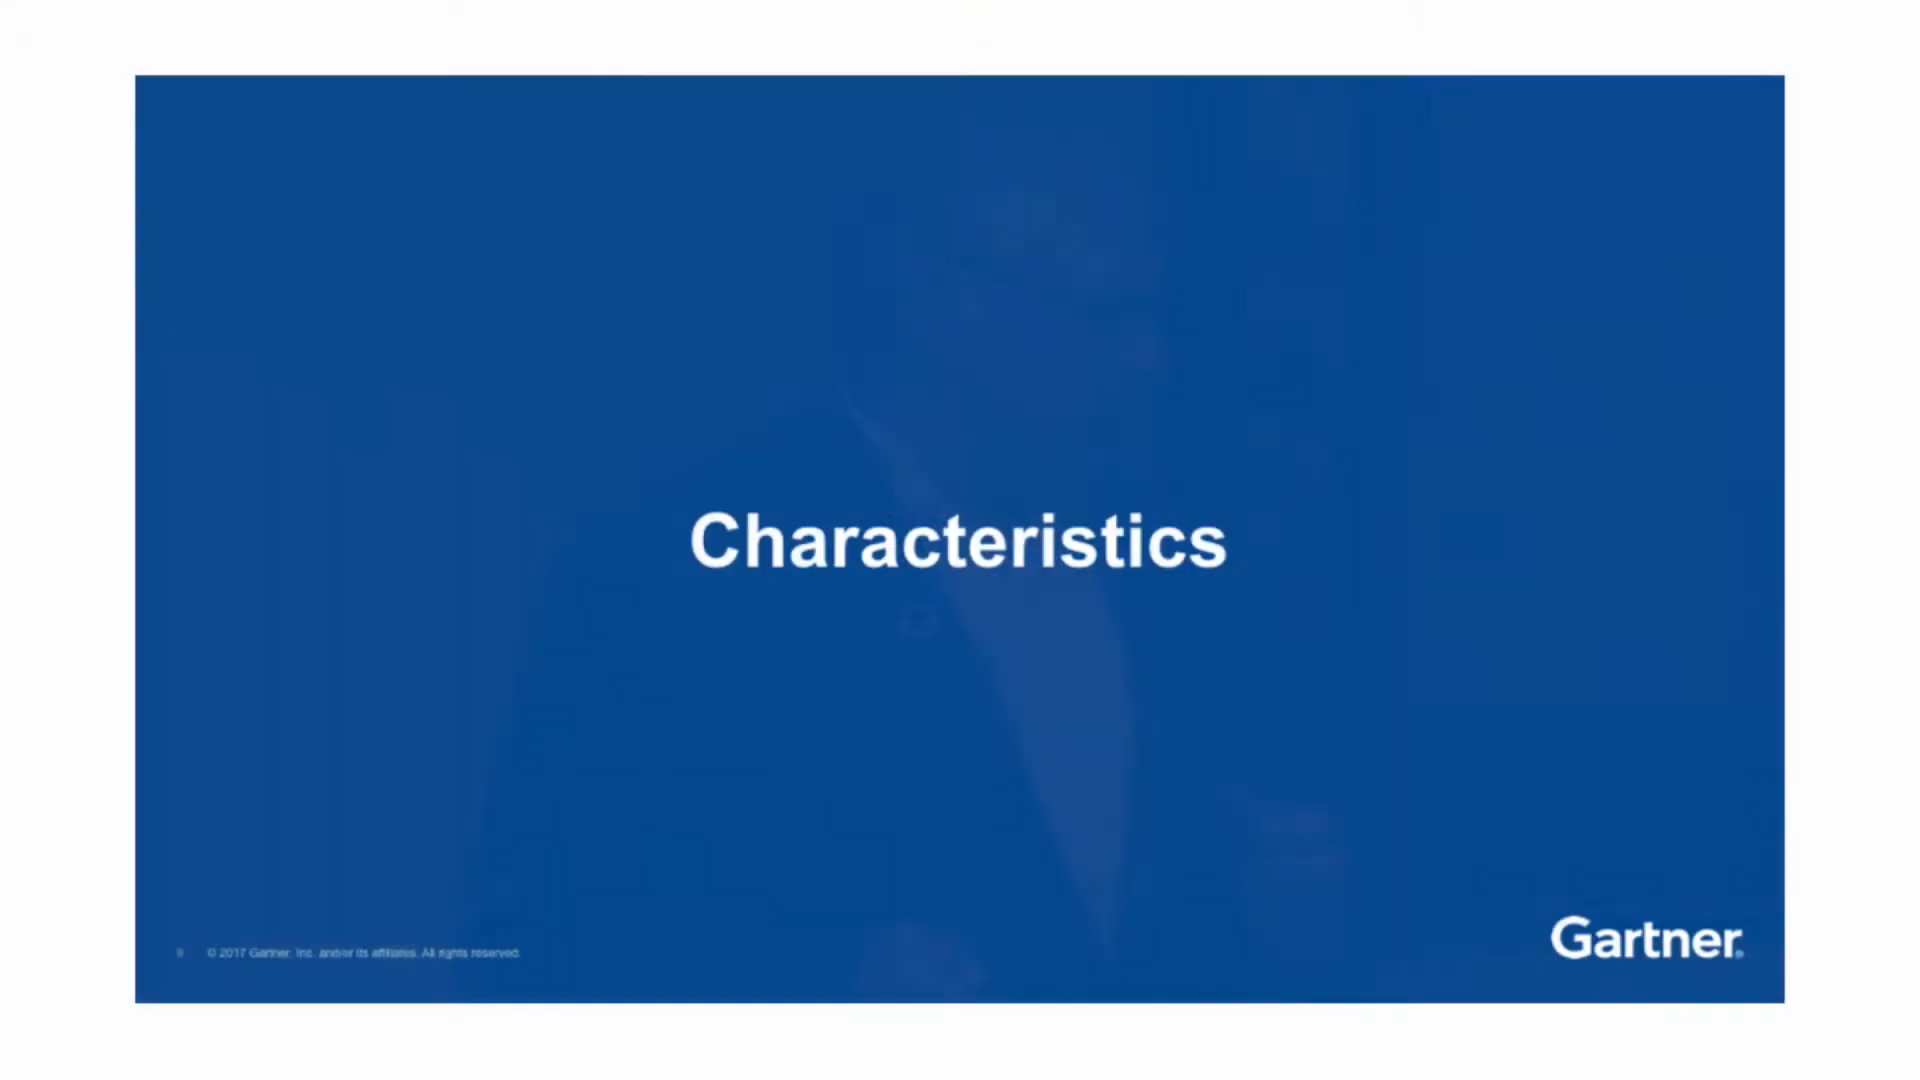 Characteristics
© 2017 Gartner, Inc. and/or its affiliates. All rights reserved.
Gartner